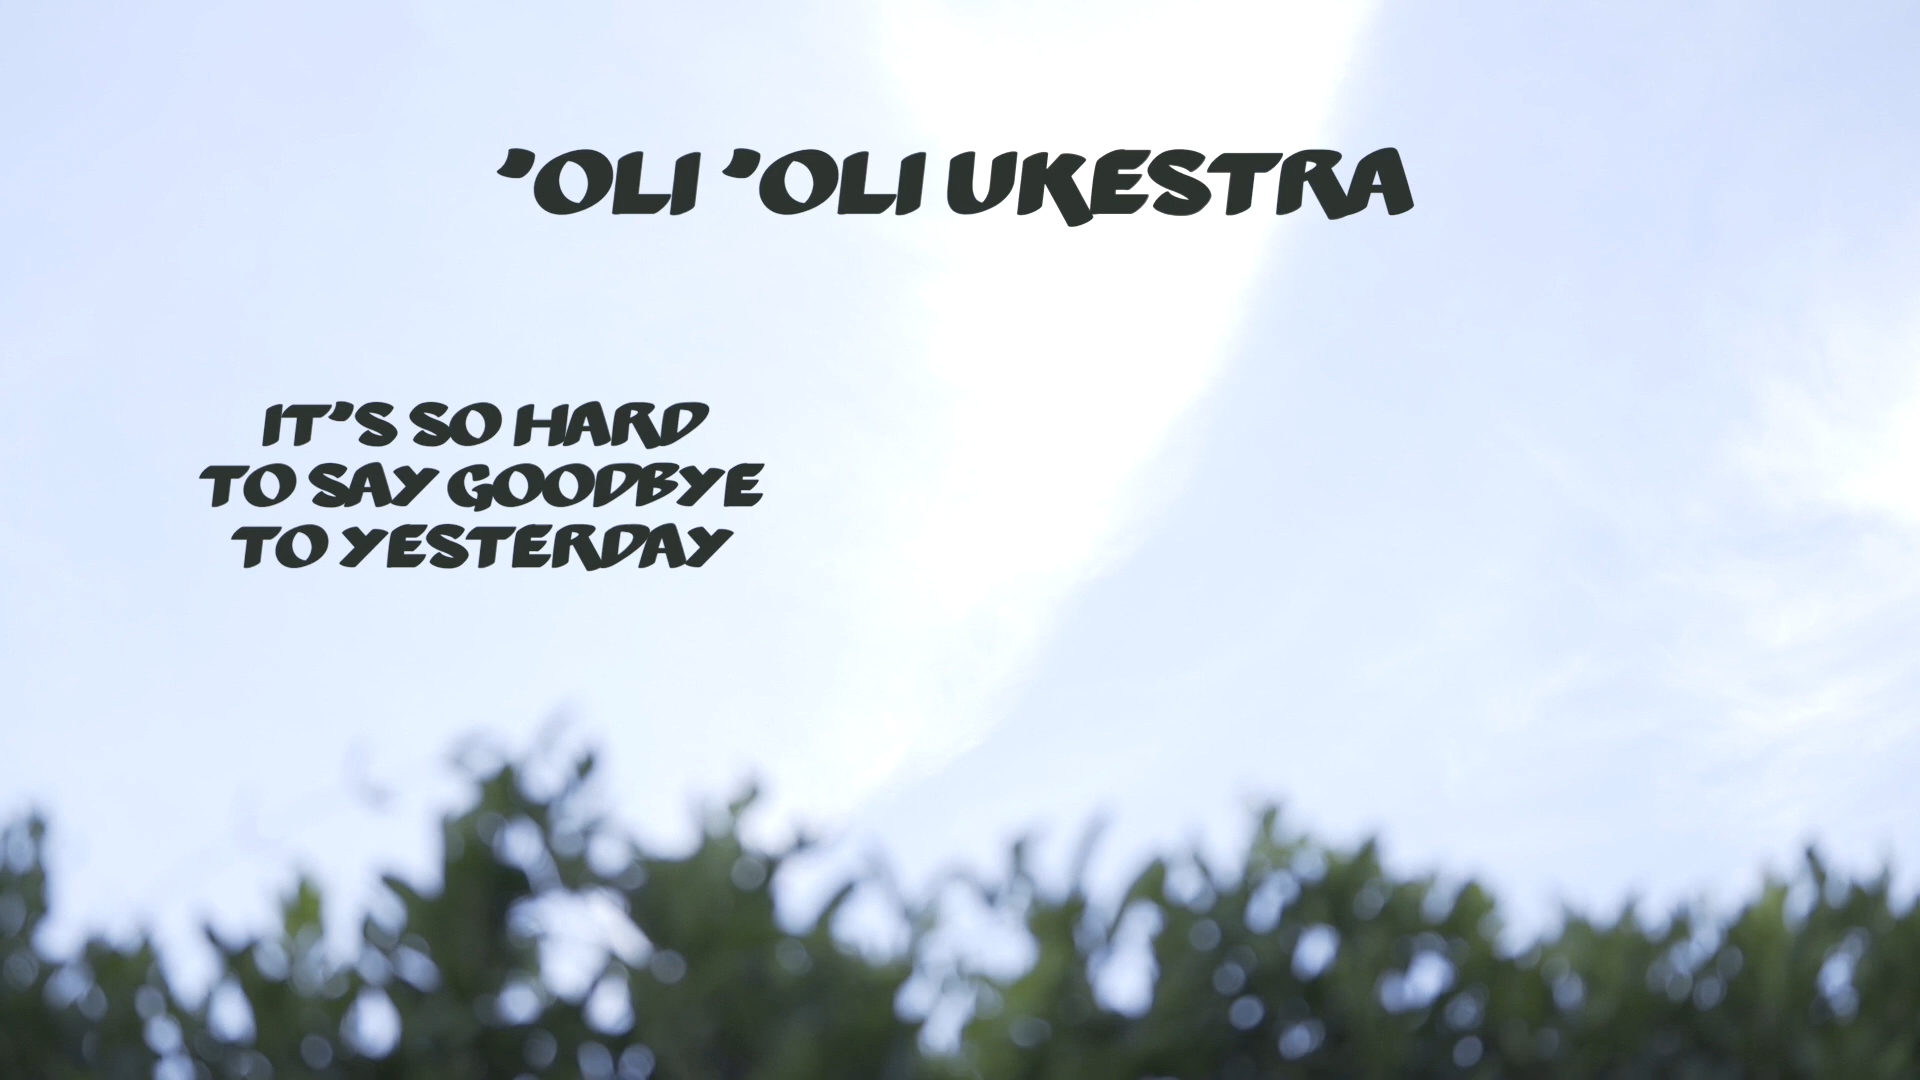 ’OLI ’OLI UKESTRA
IT’S SO HARD
TO SAY GOODBYE
TO YESTERDAY